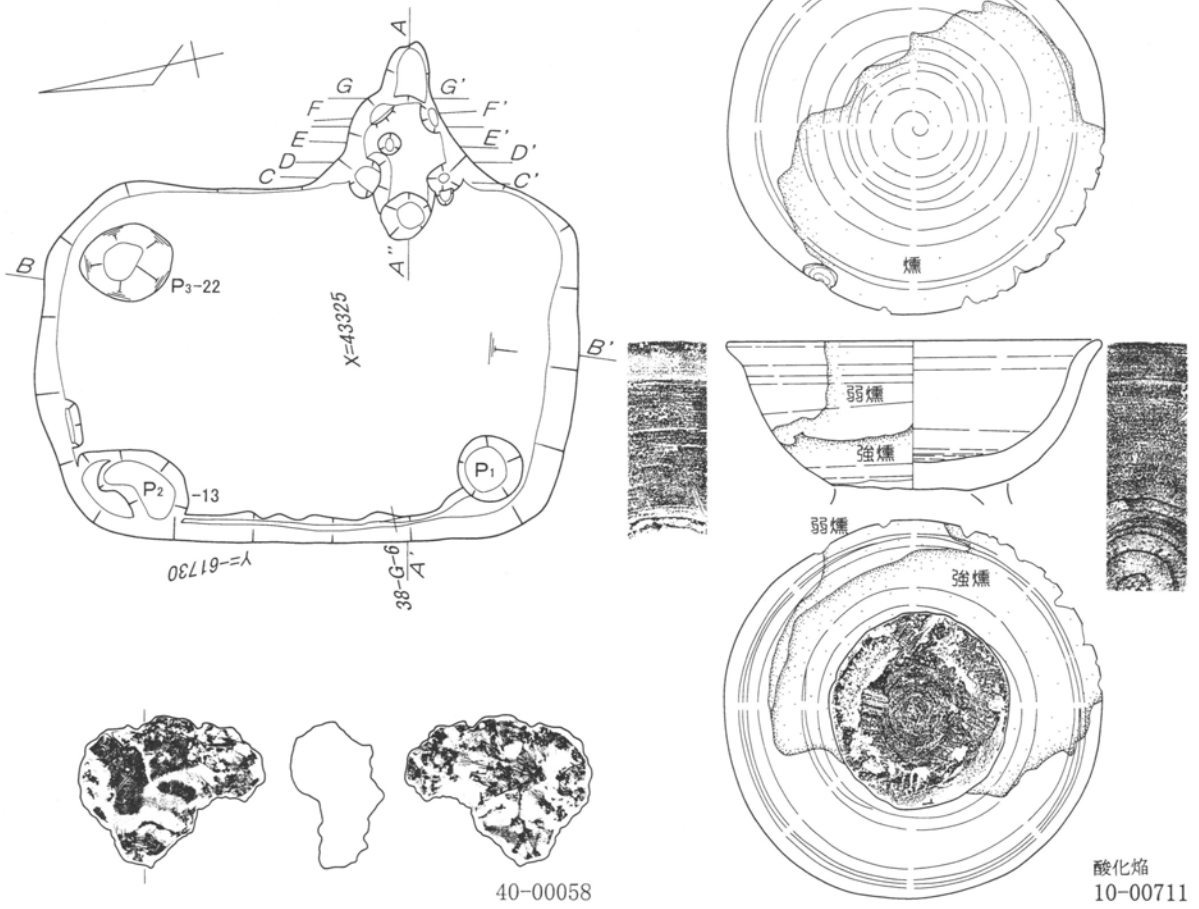 A
G G'
F F'
E E'
D D'
C C'
A''
B
P3-22
X=43325
B'
P1
P2
-13
Y=-61730
38-G-6
A'
燻
弱燻
強燻
弱燻
強燻
40-00058
酸化焔
10-00711